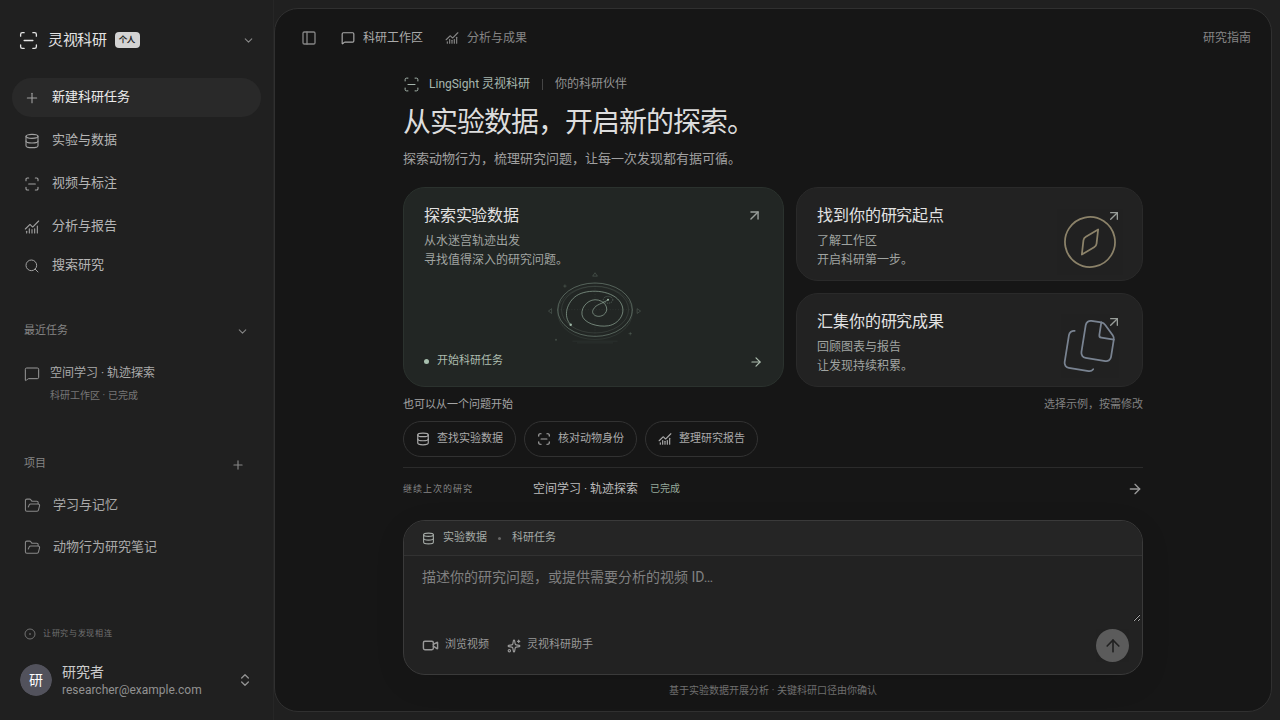 灵视科研 个人
新建科研任务
实验与数据
视频与标注
分析与报告
搜索研究
最近任务
空间学习 · 轨迹探索
科研工作区 · 已完成
项目
学习与记忆
动物行为研究笔记
让研究与发现相连
研
研究者
researcher@example.com
科研工作区 分析与成果 研究指南
LingSight 灵视科研 | 你的科研伙伴
从实验数据，开启新的探索。
探索动物行为，梳理研究问题，让每一次发现都有据可循。
探索实验数据
从水迷宫轨迹出发
寻找值得深入的研究问题。
开始科研任务
找到你的研究起点
了解工作区
开启科研第一步。
汇集你的研究成果
回顾图表与报告
让发现持续积累。
也可以从一个问题开始 选择示例，按需修改
查找实验数据 核对动物身份 整理研究报告
继续上次的研究 空间学习 · 轨迹探索 已完成
实验数据 • 科研任务
描述你的研究问题，或提供需要分析的视频 ID…
浏览视频 灵视科研助手
基于实验数据开展分析 · 关键科研口径由你确认